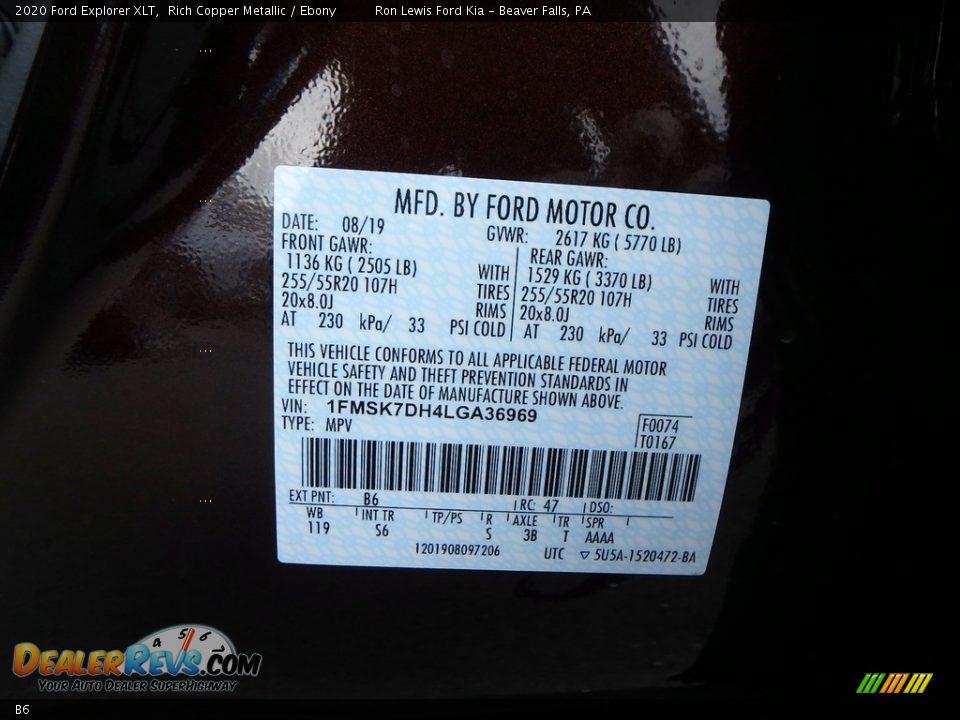 2020 Ford Explorer XLT, Rich Copper Metallic / Ebony Ron Lewis Ford Kia - Beaver Falls, PA
MFD. BY FORD MOTOR CO.
DATE: 08/19 GVWR: 2617 KG ( 5770 LB)
FRONT GAWR: REAR GAWR:
1136 KG ( 2505 LB) WITH 1529 KG ( 3370 LB) WITH
255/55R20 107H TIRES 255/55R20 107H TIRES
20x8.0J RIMS 20x8.0J RIMS
AT 230 kPa/ 33 PSI COLD AT 230 kPa/ 33 PSI COLD
THIS VEHICLE CONFORMS TO ALL APPLICABLE FEDERAL MOTOR
VEHICLE SAFETY AND THEFT PREVENTION STANDARDS IN
EFFECT ON THE DATE OF MANUFACTURE SHOWN ABOVE.
VIN: 1FMSK7DH4LGA36969
TYPE: MPV
F0074
T0167
EXT PNT: B6 RC: 47 DSO:
WB INT TR TP/PS R AXLE TR SPR
119 S6 S 3B T AAAA
1201908097206 UTC ▽ 5U5A-1520472-BA
4 5 6
DEALERREVS.COM
YOUR AUTO DEALER SUPERHIGHWAY
B6